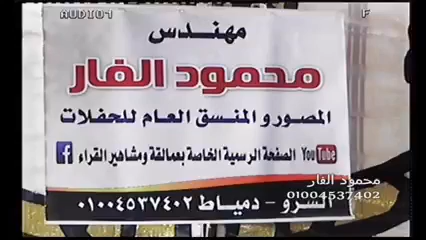 AUDIO1 F
مهندس
محمود الفار
المصور و المنسق العام للحفلات
YouTube الصفحة الرسمية الخاصة بعمالقة ومشاهير القراء f
محمود الفار
01004537402
السرو - دمياط ٠١٠٠٤٥٣٧٤٠٢